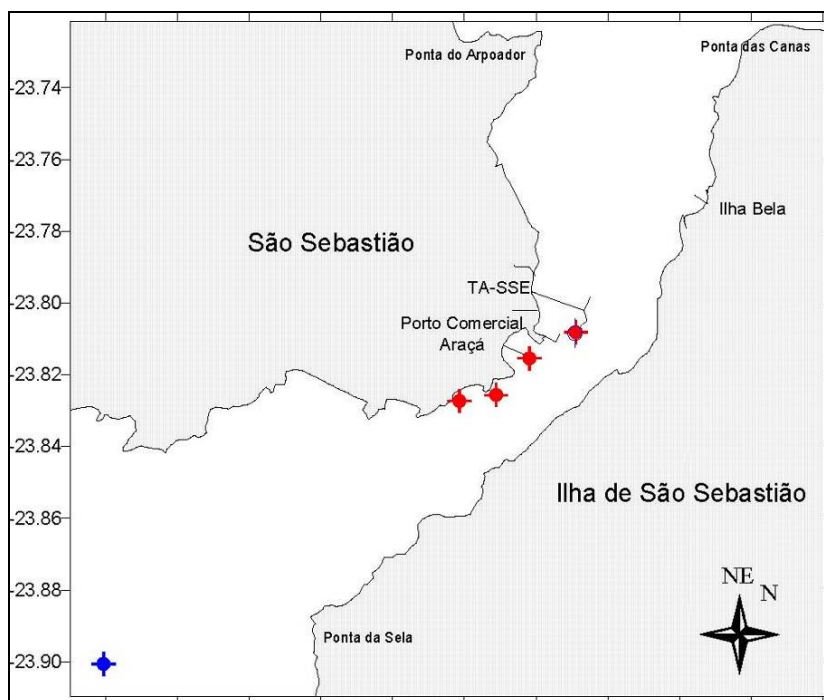 Ponta do Arpoador
Ponta das Canas
-23.74
-23.76
Ilha Bela
-23.78
São Sebastião
TA-SSE
-23.80
Porto Comercial
Araçá
-23.82
-23.84
Ilha de São Sebastião
-23.86
-23.88
NE
N
Ponta da Sela
-23.90